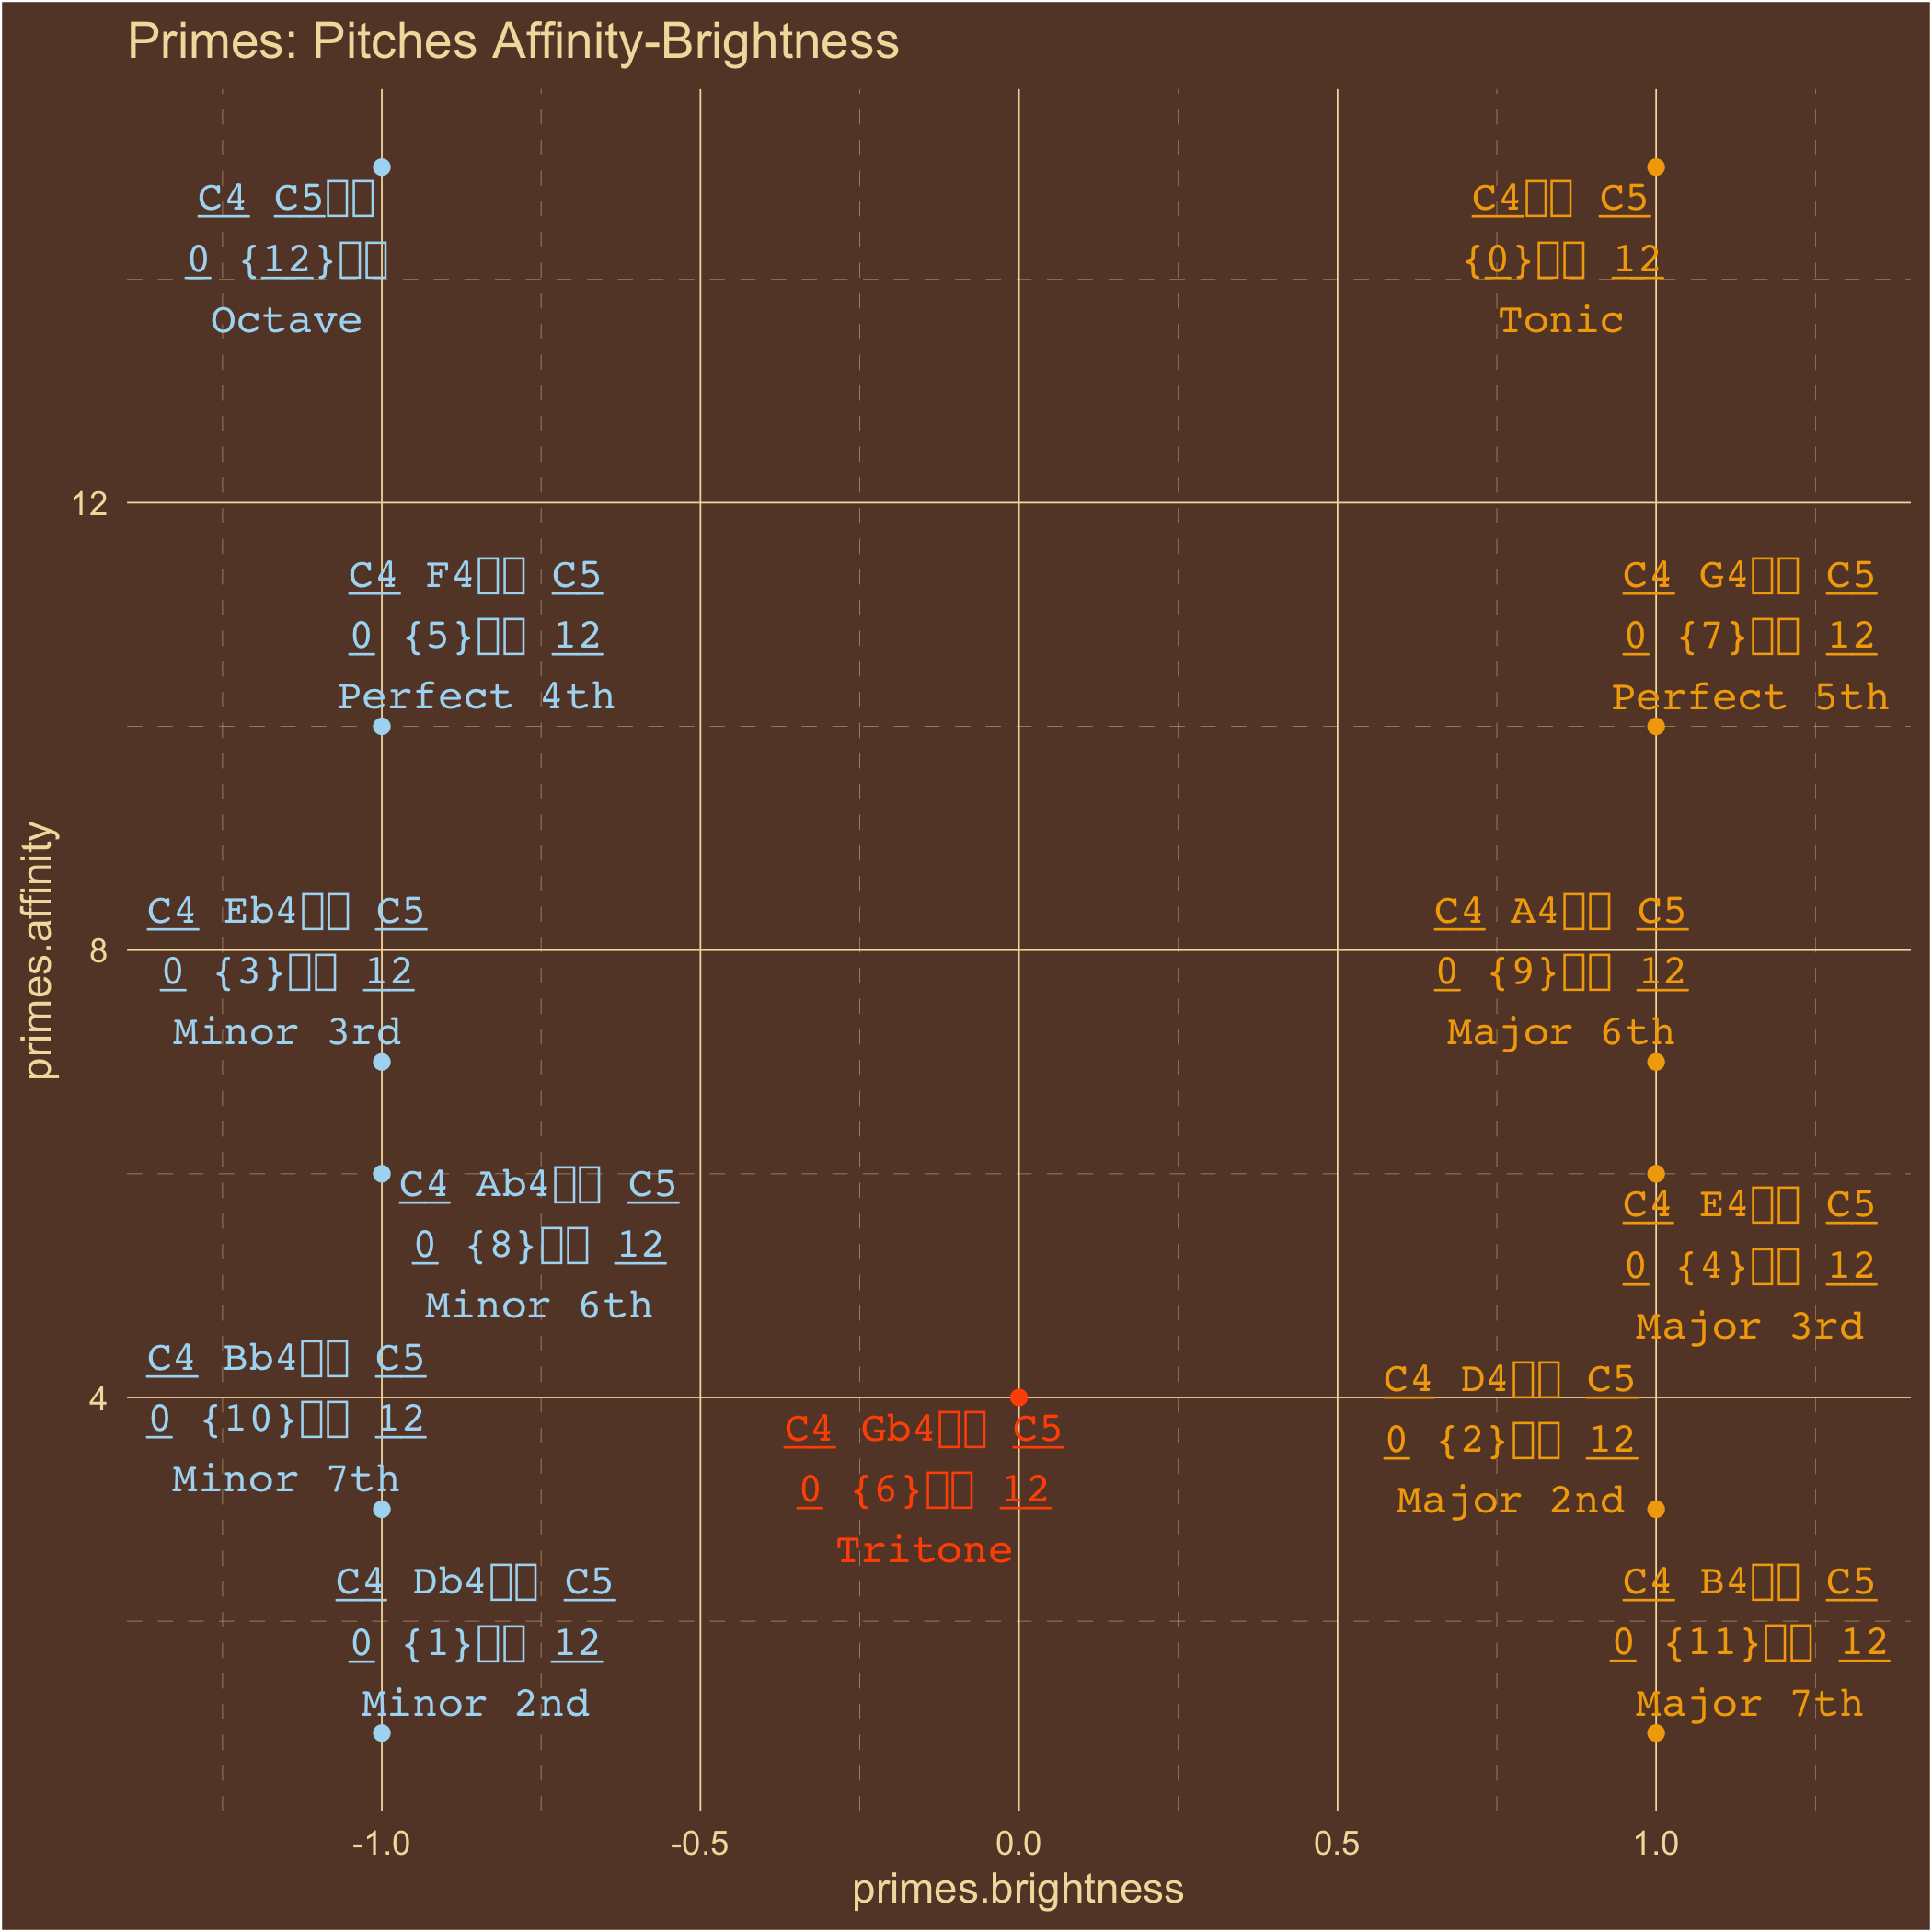 Primes: Pitches Affinity-Brightness
C4 C5▯▯
0 {12}▯▯
Octave
C4▯▯ C5
{0}▯▯ 12
Tonic
12
C4 F4▯▯ C5
0 {5}▯▯ 12
Perfect 4th
C4 G4▯▯ C5
0 {7}▯▯ 12
Perfect 5th
primes.affinity
C4 Eb4▯▯ C5
0 {3}▯▯ 12
Minor 3rd
C4 A4▯▯ C5
0 {9}▯▯ 12
Major 6th
8
C4 Ab4▯▯ C5
0 {8}▯▯ 12
Minor 6th
C4 E4▯▯ C5
0 {4}▯▯ 12
Major 3rd
C4 Bb4▯▯ C5
0 {10}▯▯ 12
Minor 7th
4
C4 Gb4▯▯ C5
0 {6}▯▯ 12
Tritone
C4 D4▯▯ C5
0 {2}▯▯ 12
Major 2nd
C4 Db4▯▯ C5
0 {1}▯▯ 12
Minor 2nd
C4 B4▯▯ C5
0 {11}▯▯ 12
Major 7th
-1.0 -0.5 0.0 0.5 1.0
primes.brightness